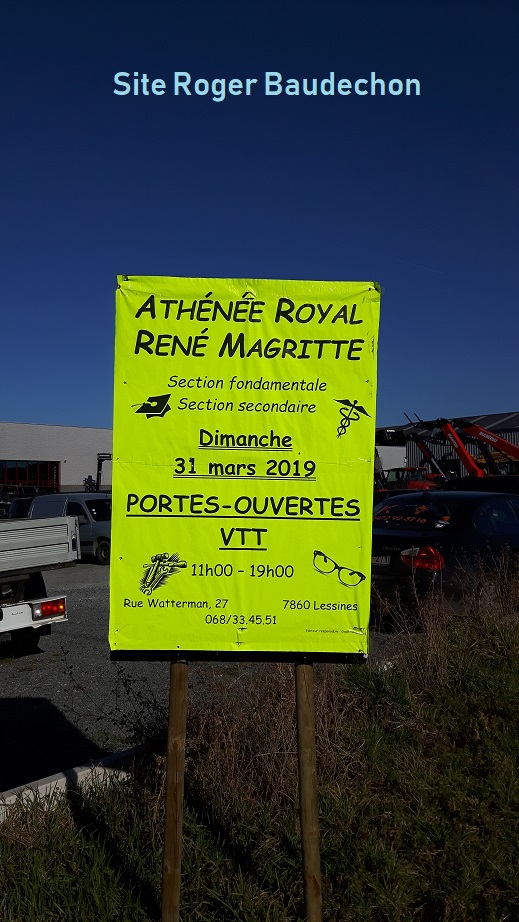 Site Roger Baudechon
ATHÉNÊE ROYAL
RENÉ MAGRITTE
Section fondamentale
Section secondaire
Dimanche
31 mars 2019
PORTES-OUVERTES
VTT
11h00 - 19h00
Rue Watterman, 27 7860 Lessines
068/33.45.51